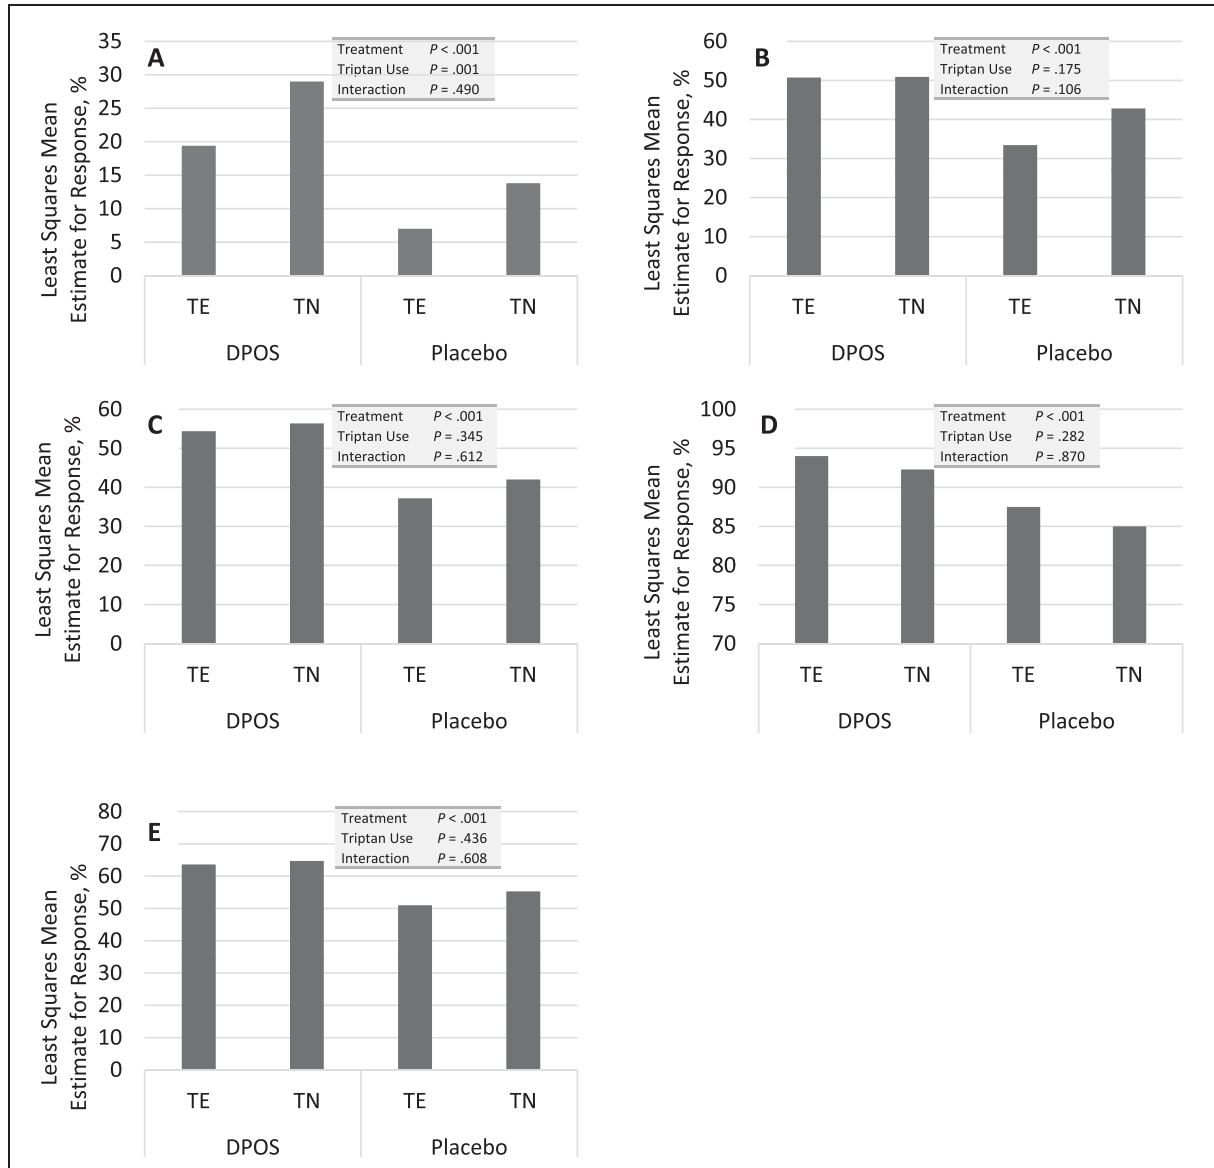 A
Least Squares Mean
Estimate for Response, %
35
30
25
20
15
10
5
0
Treatment P < .001
Triptan Use P = .001
Interaction P = .490
TE TN TE TN
DPOS Placebo
B
Least Squares Mean
Estimate for Response, %
60
50
40
30
20
10
0
Treatment P < .001
Triptan Use P = .175
Interaction P = .106
TE TN TE TN
DPOS Placebo
C
Least Squares Mean
Estimate for Response, %
60
50
40
30
20
10
0
Treatment P < .001
Triptan Use P = .345
Interaction P = .612
TE TN TE TN
DPOS Placebo
D
Least Squares Mean
Estimate for Response, %
100
95
90
85
80
75
70
Treatment P < .001
Triptan Use P = .282
Interaction P = .870
TE TN TE TN
DPOS Placebo
E
Least Squares Mean
Estimate for Response, %
80
70
60
50
40
30
20
10
0
Treatment P < .001
Triptan Use P = .436
Interaction P = .608
TE TN TE TN
DPOS Placebo